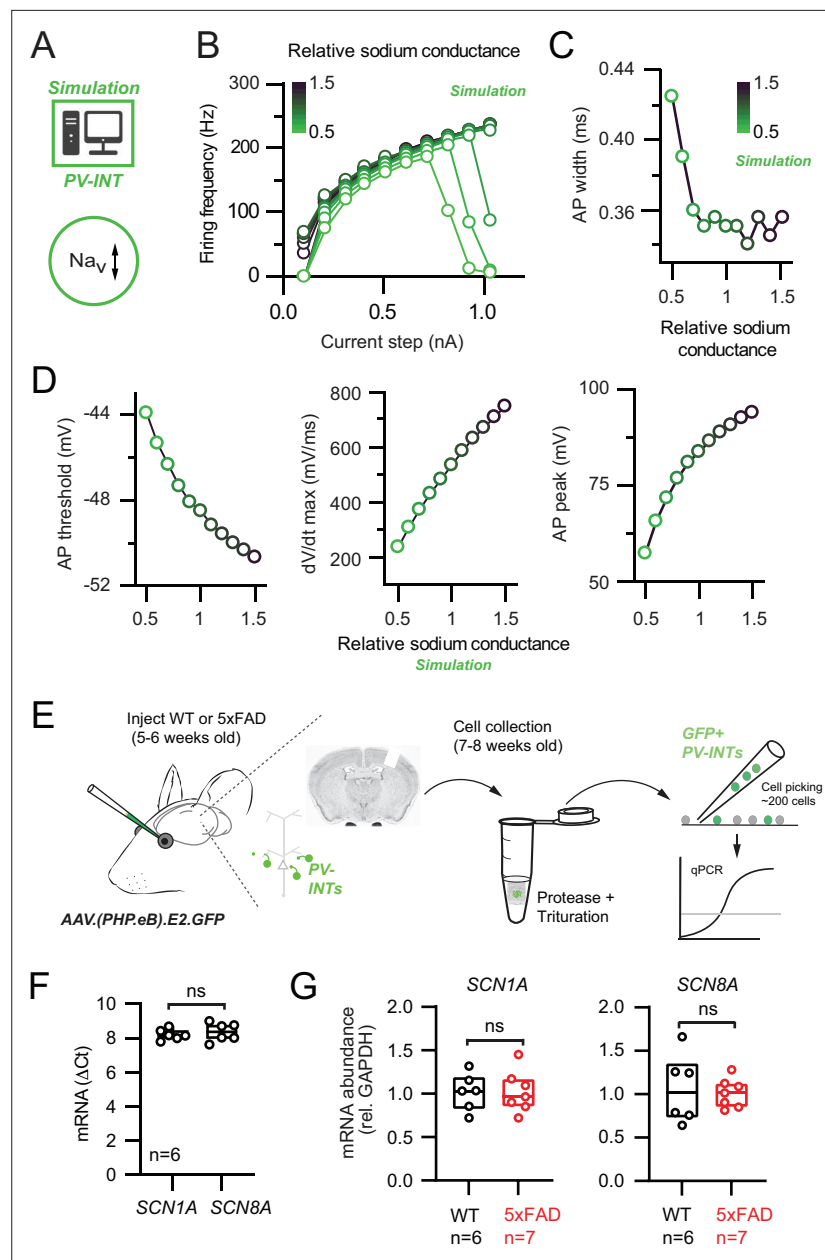 A
Simulation
PV-INT
Nav
B
Relative sodium conductance
Simulation
1.5
0.5
300
200
100
0
Firing frequency (Hz)
0.0
0.5
1.0
Current step (nA)
C
0.44
0.40
0.36
AP width (ms)
1.5
0.5
Simulation
0.5
1
1.5
Relative sodium
conductance
D
-44
-48
-52
AP threshold (mV)
0.5
1
1.5
800
600
400
200
dV/dt max (mV/ms)
0.5
1
1.5
100
75
50
AP peak (mV)
0.5
1
1.5
Relative sodium conductance
Simulation
E
Inject WT or 5xFAD
(5-6 weeks old)
AAV.(PHP.eB).E2.GFP
PV-
INTs
Cell collection
(7-8 weeks old)
Protease +
Trituration
GFP+
PV-INTs
Cell picking
~200 cells
qPCR
F
ns
10
8
6
4
2
0
mRNA (ΔCt)
n=6
SCN1A
SCN8A
G
SCN1A
ns
2.0
1.5
1.0
0.5
0.0
mRNA abundance
(rel. GAPDH)
WT
n=6
5xFAD
n=7
SCN8A
ns
2.0
1.5
1.0
0.5
0.0
WT
n=6
5xFAD
n=7